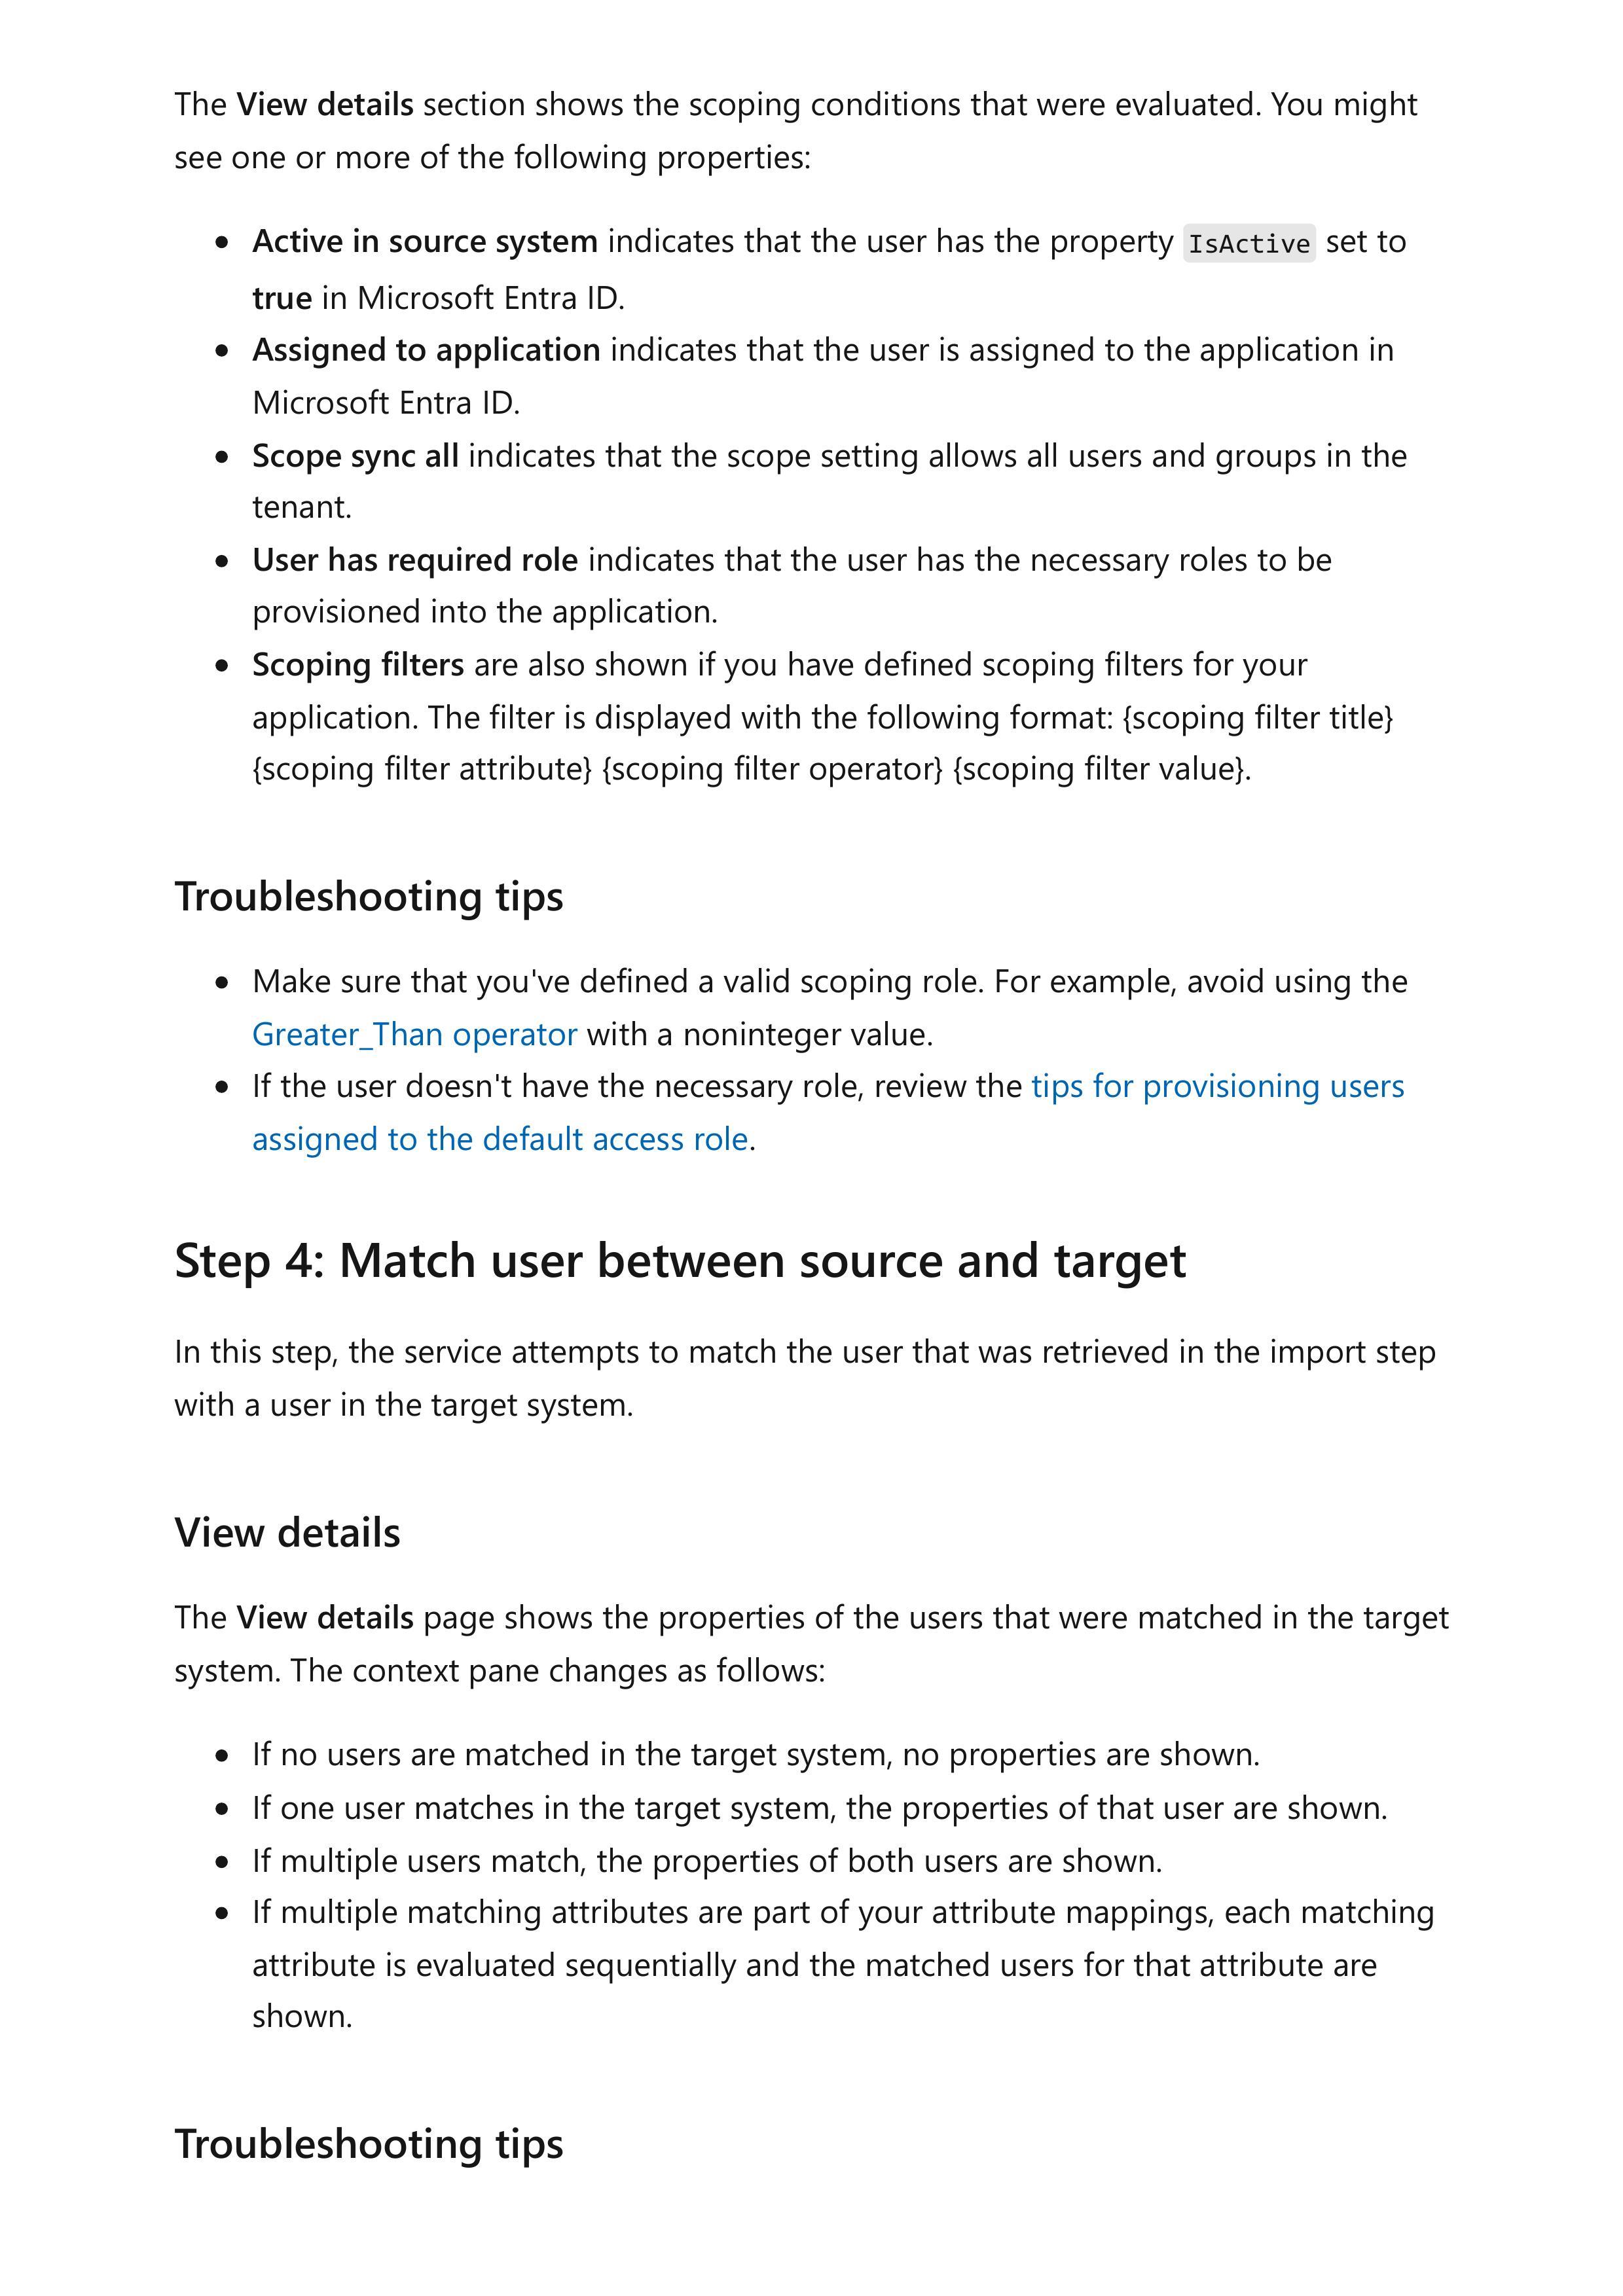 The View details section shows the scoping conditions that were evaluated. You might
see one or more of the following properties:
• Active in source system indicates that the user has the property IsActive set to
true in Microsoft Entra ID.
• Assigned to application indicates that the user is assigned to the application in
Microsoft Entra ID.
• Scope sync all indicates that the scope setting allows all users and groups in the
tenant.
• User has required role indicates that the user has the necessary roles to be
provisioned into the application.
• Scoping filters are also shown if you have defined scoping filters for your
application. The filter is displayed with the following format: {scoping filter title}
{scoping filter attribute} {scoping filter operator} {scoping filter value}.
Troubleshooting tips
• Make sure that you've defined a valid scoping role. For example, avoid using the
Greater_Than operator with a noninteger value.
• If the user doesn't have the necessary role, review the tips for provisioning users
assigned to the default access role.
Step 4: Match user between source and target
In this step, the service attempts to match the user that was retrieved in the import step
with a user in the target system.
View details
The View details page shows the properties of the users that were matched in the target
system. The context pane changes as follows:
• If no users are matched in the target system, no properties are shown.
• If one user matches in the target system, the properties of that user are shown.
• If multiple users match, the properties of both users are shown.
• If multiple matching attributes are part of your attribute mappings, each matching
attribute is evaluated sequentially and the matched users for that attribute are
shown.
Troubleshooting tips